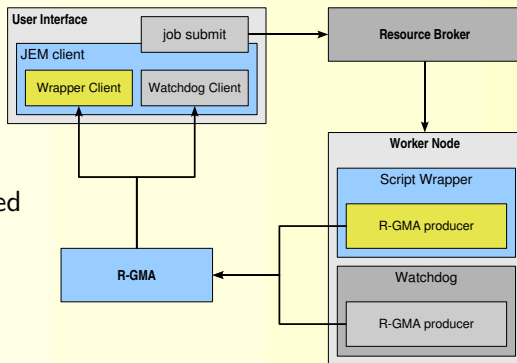 User Interface
job submit
Resource Broker
JEM client
Wrapper Client
Watchdog Client
Worker Node
Script Wrapper
R-GMA producer
R-GMA
Watchdog
R-GMA producer